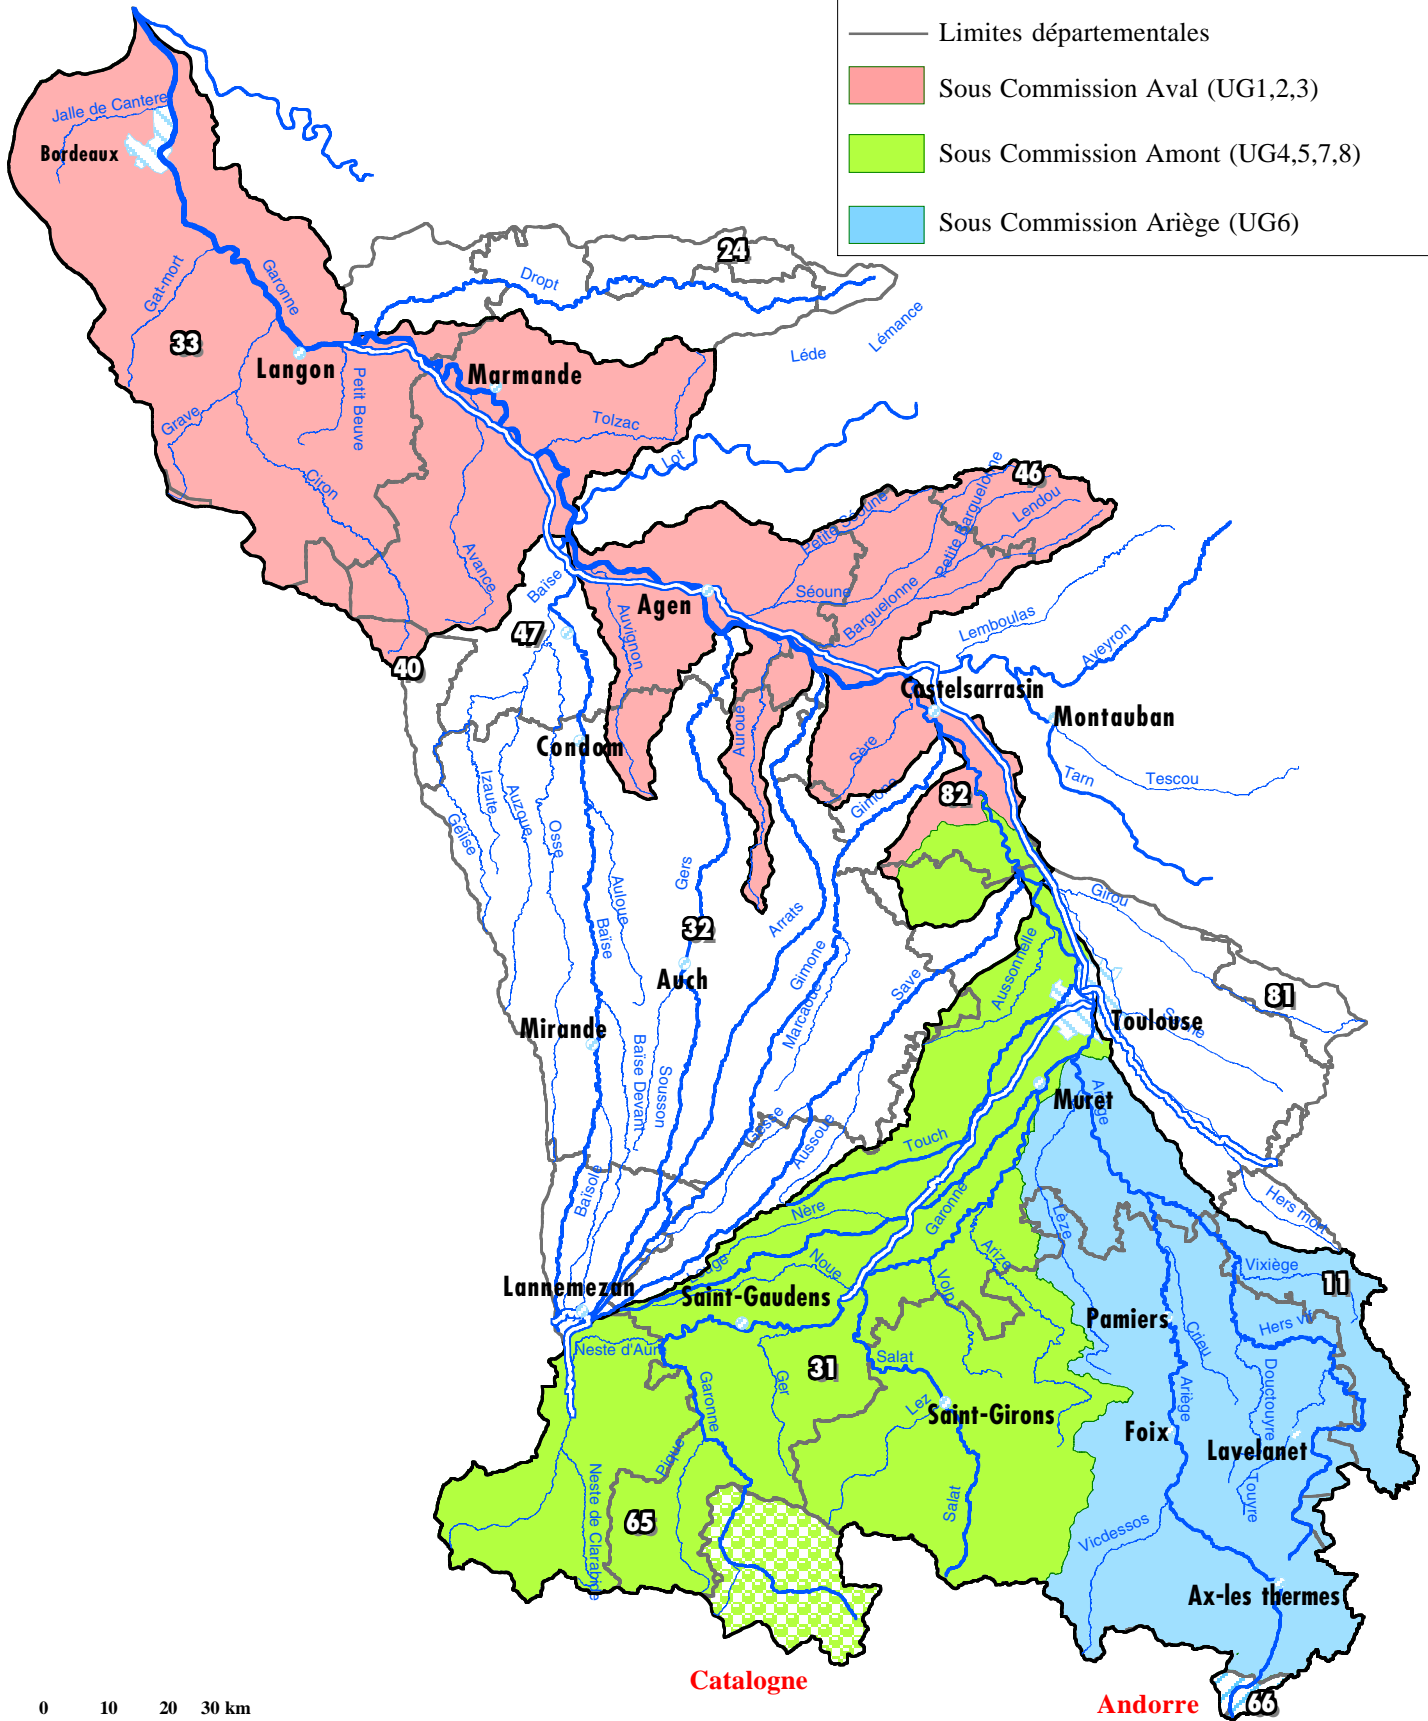 Limites départementales
Sous Commission Aval (UG1,2,3)
Sous Commission Amont (UG4,5,7,8)
Sous Commission Ariège (UG6)
Jalle de Cantere
Bordeaux
24
Dropt
Gat-mort
Garonne
33
Langon
Lémance
Léde
Marmande
Petit Beuve
Grave
Tolzac
Lot
Ciron
46
Petite Séoune
Petite Barguelonne
Lendou
Avance
Baïse
Séoune
Agen
Auvignon
Barguelonne
47
Lemboulas
Aveyron
40
Castelsarrasin
Montauban
Auroue
Condom
Sère
Izaute
Tarn
Tescou
Gimone
82
Auzoue
Gélise
Osse
Gers
Auloue
Girou
Arrats
Baïse
32
Aussonnelle
Gimone
Auch
Save
81
Marcaoue
Mirande
Toulouse
Baïse Devant
Sousson
Muret
Ariège
Gesse
Aussoue
Touch
Baïsole
Nère
Garonne
Leze
Hers mort
Arize
Vixiège
Louge
Noue
Volp
11
Lannemezan
Saint-Gaudens
Pamiers
Hers vif
Crieu
Neste d'Aure
Salat
31
Ger
Garonne
Douctouyre
Ariège
Lez
Saint-Girons
Foix
Lavelanet
Pique
Neste de Clarabide
Salat
Touyre
65
Vicdessos
Ax-les thermes
Catalogne
Andorre
66
0 10 20 30 km